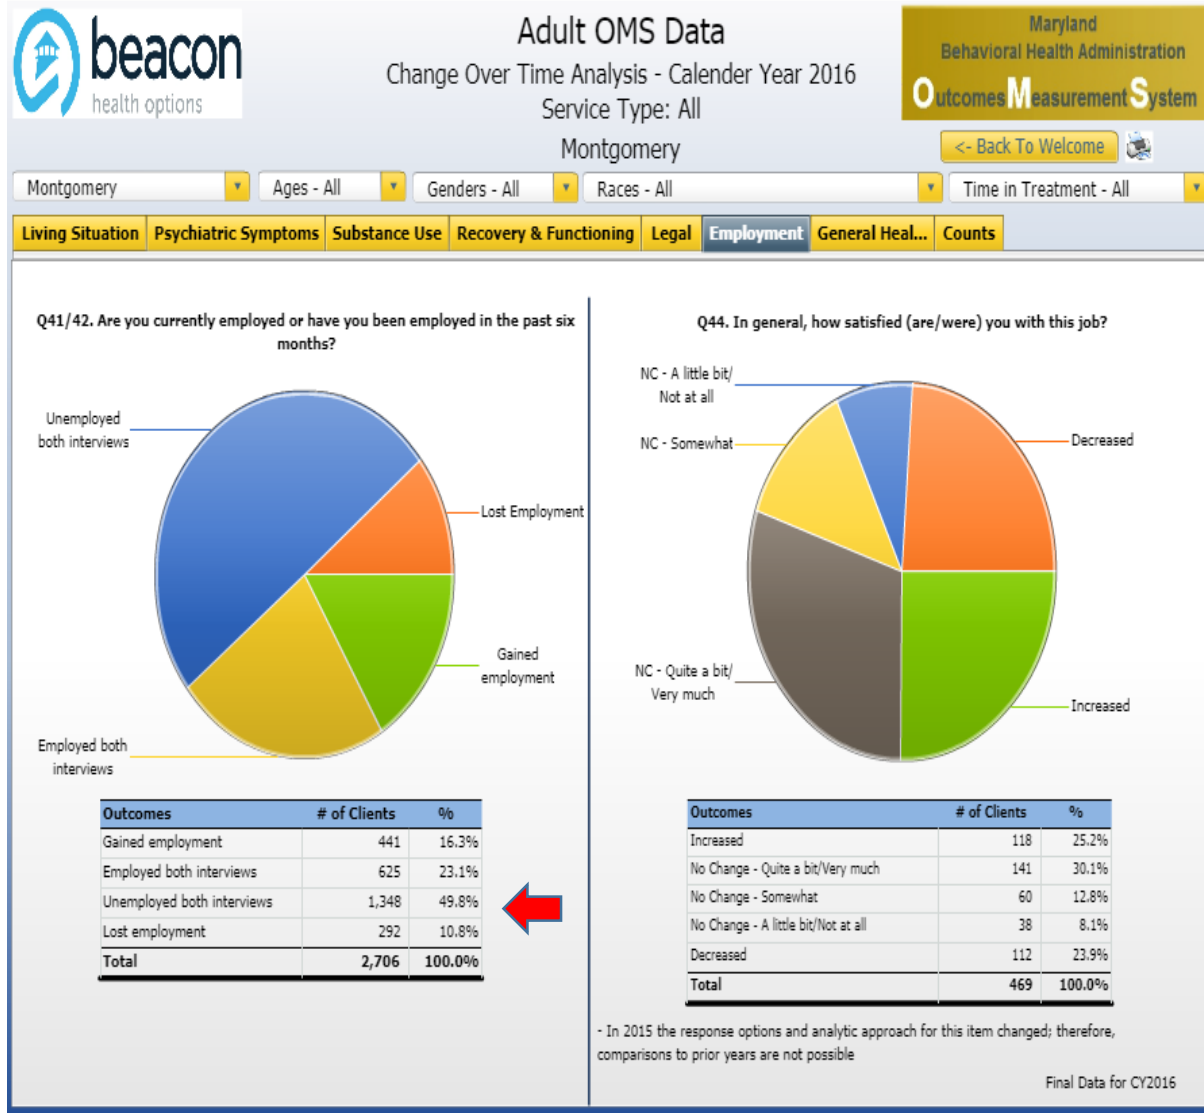 beacon
health options
Adult OMS Data
Change Over Time Analysis - Calender Year 2016
Service Type: All
Montgomery
Maryland
Behavioral Health Administration
Outcomes Measurement System
<- Back To Welcome
Montgomery
Ages - All
Genders - All
Races - All
Time in Treatment - All
Living Situation
Psychiatric Symptoms
Substance Use
Recovery & Functioning
Legal
Employment
General Heal...
Counts
Q41/42. Are you currently employed or have you been employed in the past six
months?
Unemployed
both interviews
Lost Employment
Gained
employment
Employed both
interviews
Outcomes # of Clients %
Gained employment 441 16.3%
Employed both interviews 625 23.1%
Unemployed both interviews 1,348 49.8%
Lost employment 292 10.8%
Total 2,706 100.0%
Q44. In general, how satisfied (are/were) you with this job?
NC - A little bit/
Not at all
NC - Somewhat
Decreased
NC - Quite a bit/
Very much
Increased
Outcomes # of Clients %
Increased 118 25.2%
No Change - Quite a bit/Very much 141 30.1%
No Change - Somewhat 60 12.8%
No Change - A little bit/Not at all 38 8.1%
Decreased 112 23.9%
Total 469 100.0%
- In 2015 the response options and analytic approach for this item changed; therefore,
comparisons to prior years are not possible
Final Data for CY2016